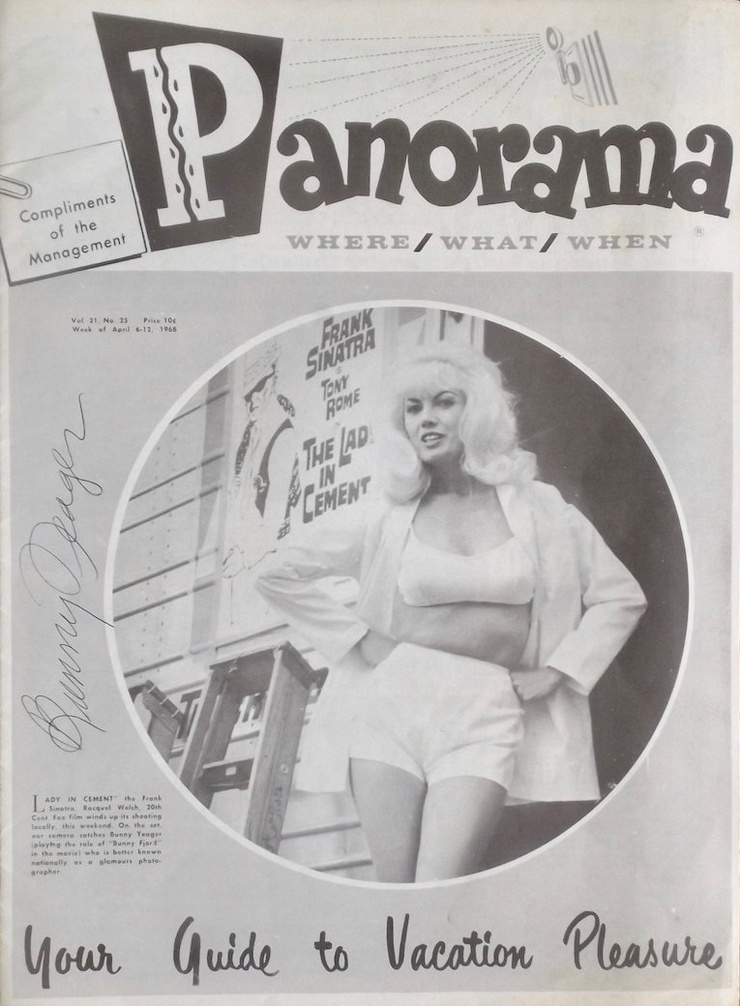 Panorama
Compliments
of the
Management
WHERE/WHAT/WHEN ®
Vol. 21, No. 25 Price 10¢
Week of April 6-12, 1968
FRANK
SINATRA
IS
TONY
ROME
THE LAD
IN
CEMENT
Bunny Yeager
LADY IN CEMENT" the Frank
Sinatra, Racquel Welch, 20th
Cent. Fox film winds up its shooting
locally, this weekend. On the set,
our camera catches Bunny Yeager
(playing the role of "Bunny Fjord"
in the movie) who is better known
nationally as a glamours photo-
grapher.
Your Guide to Vacation Pleasure